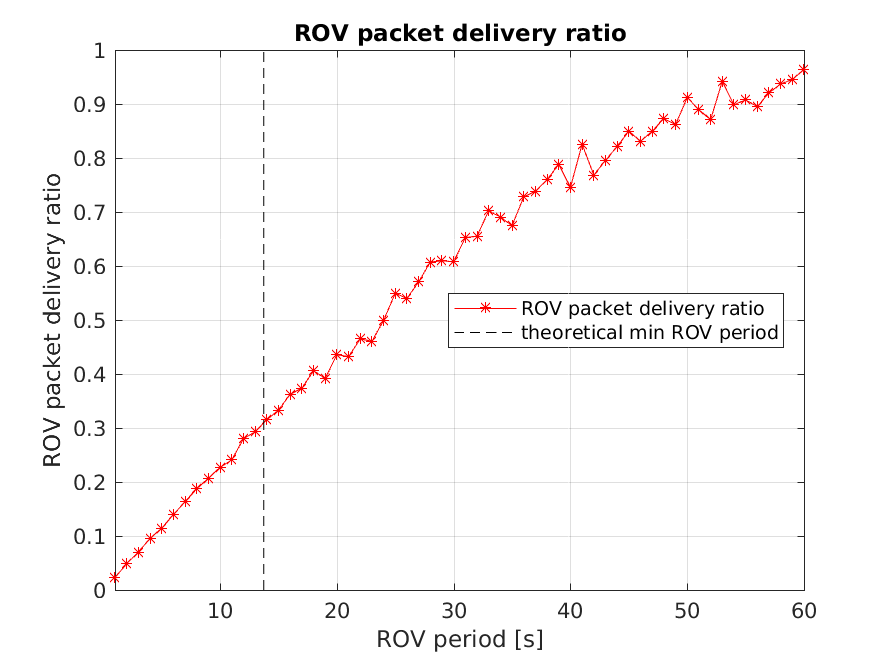 ROV packet delivery ratio
1
0.9
0.8
0.7
0.6
0.5
0.4
0.3
0.2
0.1
0
ROV packet delivery ratio
ROV packet delivery ratio
theoretical min ROV period
10 20 30 40 50 60
ROV period [s]